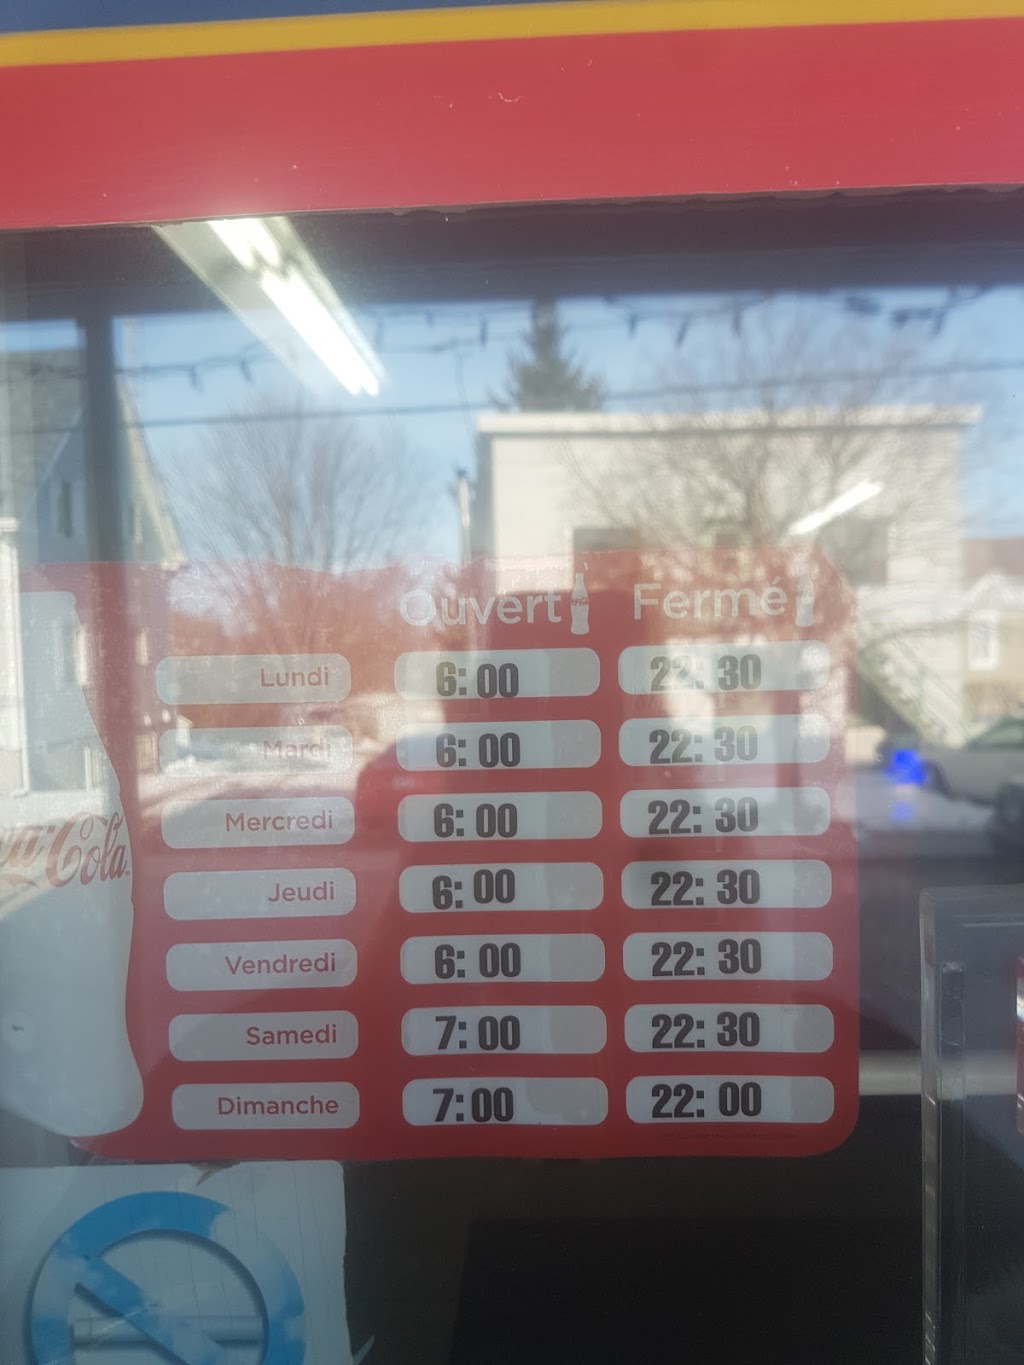 Ouvert Fermé
Lundi 6:00 22:30
Mardi 6:00 22:30
Mercredi 6:00 22:30
Jeudi 6:00 22:30
Vendredi 6:00 22:30
Samedi 7:00 22:30
Dimanche 7:00 22:00
Cola